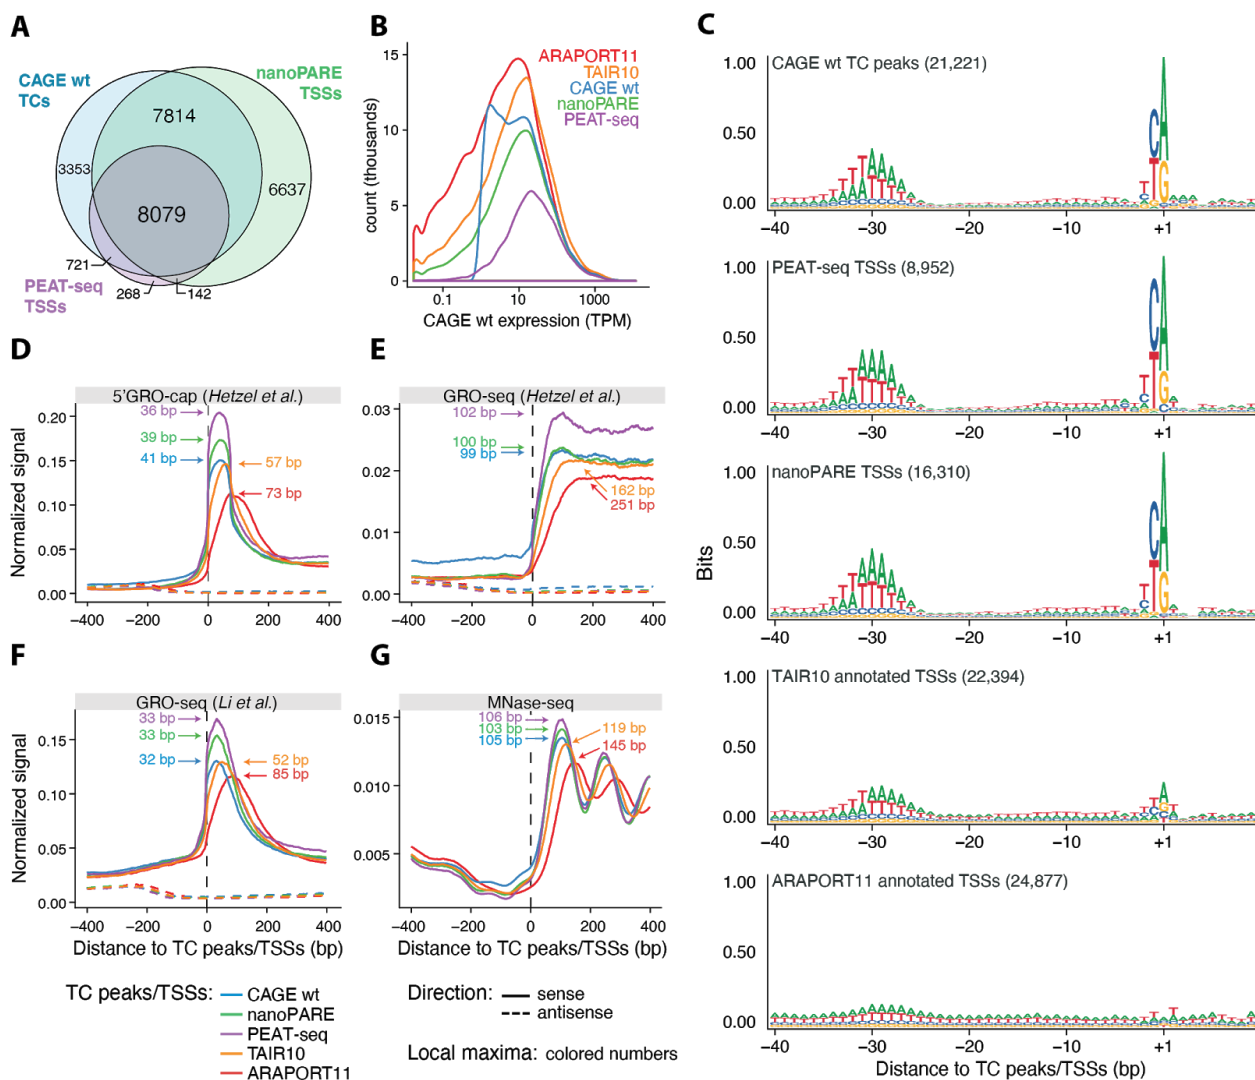 A
CAGE wt
TCs
nanoPARE
TSSs
7814
3353
6637
8079
721
268
142
PEAT-seq
TSSs
B
ARAPORT11
TAIR10
CAGE wt
nanoPARE
PEAT-seq
count (thousands)
15
10
5
0
0.1
10
1000
CAGE wt expression (TPM)
C
Bits
CAGE wt TC peaks (21,221)
1.00
0.50
0.00
−40
−30
−20
−10
+1
PEAT-seq TSSs (8,952)
1.00
0.50
0.00
−40
−30
−20
−10
+1
nanoPARE TSSs (16,310)
1.00
0.50
0.00
−40
−30
−20
−10
+1
TAIR10 annotated TSSs (22,394)
1.00
0.50
0.00
−40
−30
−20
−10
+1
ARAPORT11 annotated TSSs (24,877)
1.00
0.50
0.00
−40
−30
−20
−10
+1
Distance to TC peaks/TSSs (bp)
D
5'GRO-cap (Hetzel et al.)
Normalized signal
0.20
0.15
0.10
0.05
0.00
36 bp
39 bp
41 bp
57 bp
73 bp
−400
−200
0
200
400
E
GRO-seq (Hetzel et al.)
0.03
0.02
0.01
0.00
102 bp
100 bp
99 bp
162 bp
251 bp
−400
−200
0
200
400
F
GRO-seq (Li et al.)
Normalized signal
0.15
0.10
0.05
0.00
33 bp
33 bp
32 bp
52 bp
85 bp
−400
−200
0
200
400
Distance to TC peaks/TSSs (bp)
G
MNase-seq
0.015
0.010
0.005
106 bp
103 bp
105 bp
119 bp
145 bp
−400
−200
0
200
400
Distance to TC peaks/TSSs (bp)
TC peaks/TSSs:
CAGE wt
nanoPARE
PEAT-seq
TAIR10
ARAPORT11
Direction:
sense
antisense
Local maxima: colored numbers